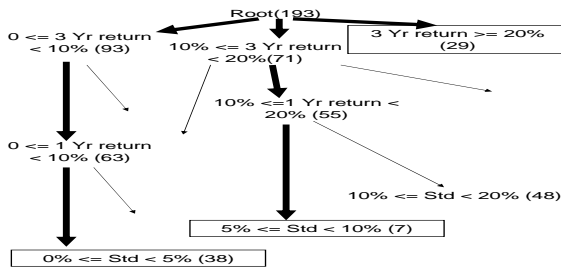 Root(193)
0 <= 3 Yr return
< 10% (93)
10% <= 3 Yr return
< 20%(71)
3 Yr return >= 20%
(29)
10% <=1 Yr return <
20% (55)
0 <= 1 Yr return
< 10% (63)
10% <= Std < 20% (48)
5% <= Std < 10% (7)
0% <= Std < 5% (38)